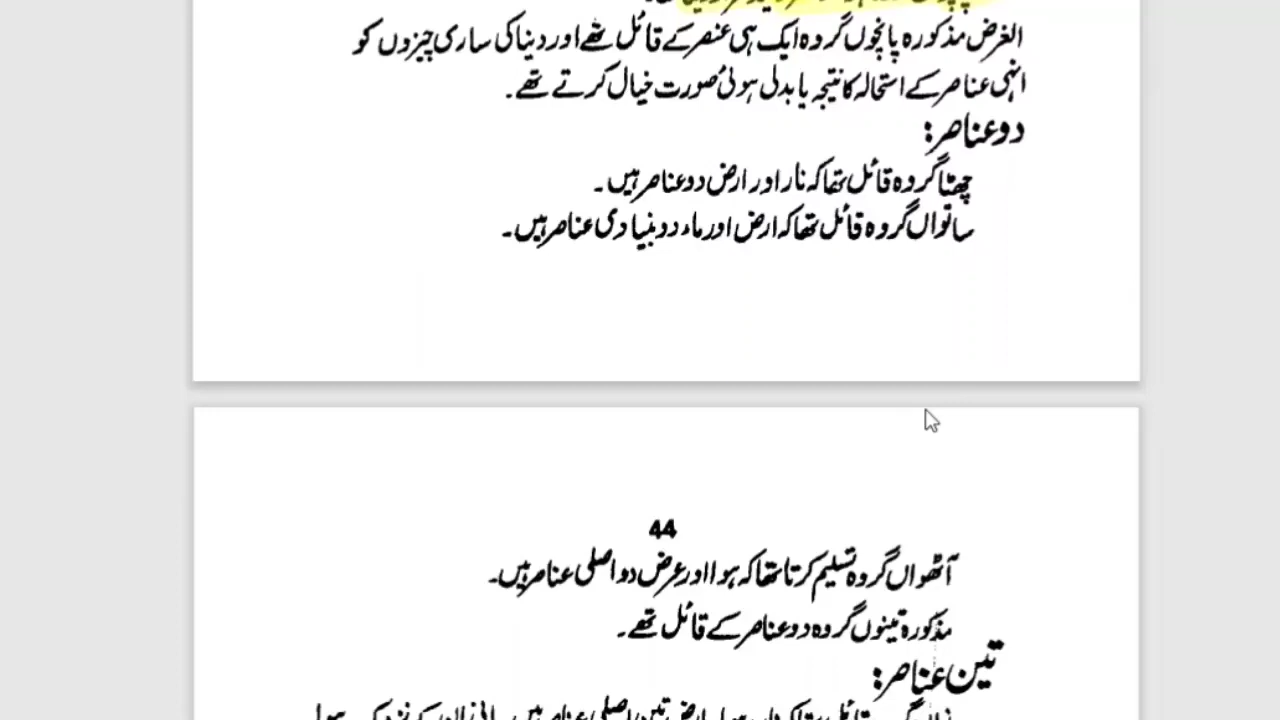 الغرض مذکورہ پانچوں گروہ ایک ہی عنصر کے قائل تھے اور دنیا کی ساری چیزوں کو
انہی عناصر کے استحالہ کا نتیجہ یا بدلی ہوئی صورت خیال کرتے تھے۔
دو عناصر:
چھٹا گروہ قائل تھا کہ نار اور ارض دو عناصر ہیں۔
ساتواں گروہ قائل تھا کہ ارض اور ماء دو بنیادی عناصر ہیں۔
44
آٹھواں گروہ تسلیم کرتا تھا کہ ہوا اور عرض دو اصلی عناصر ہیں۔
مذکورہ تینوں گروہ دو عناصر کے قائل تھے۔
تین عناصر: